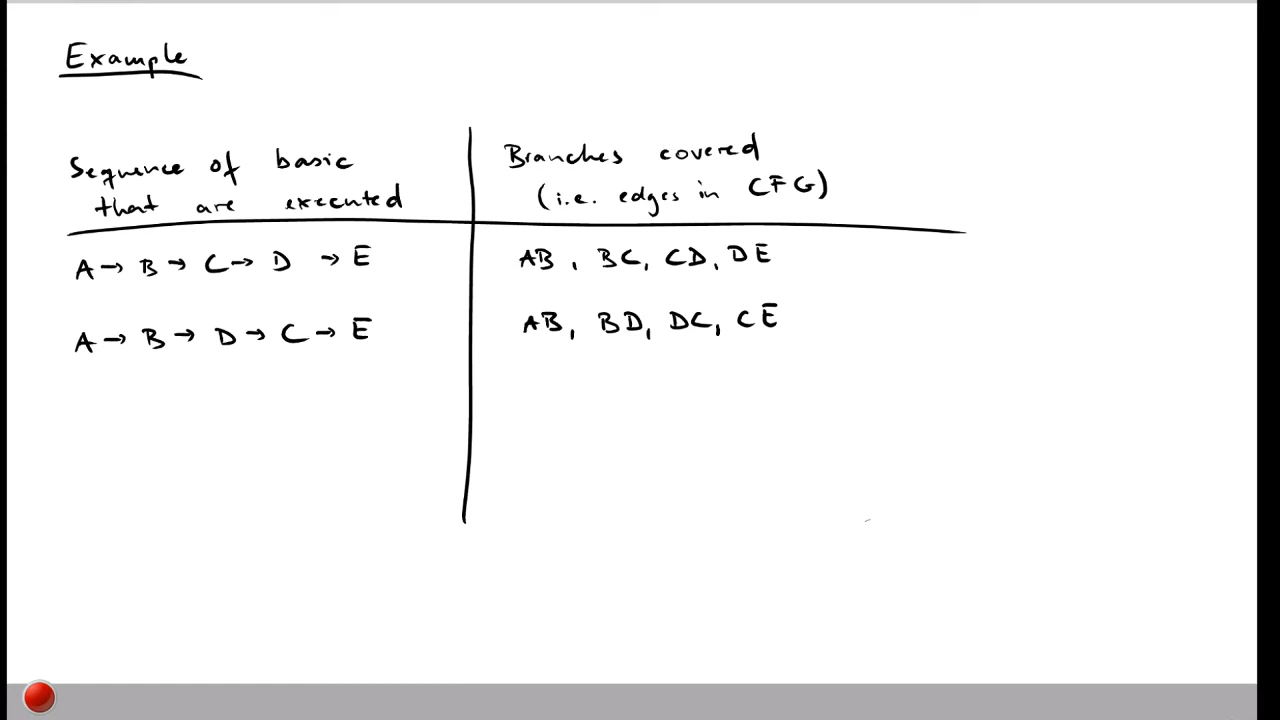 Example
Sequence of basic
that are executed
Branches covered
(i.e. edges in CFG)
A → B → C → D → E
AB, BC, CD, DE
A → B → D → C → E
AB, BD, DC, CE